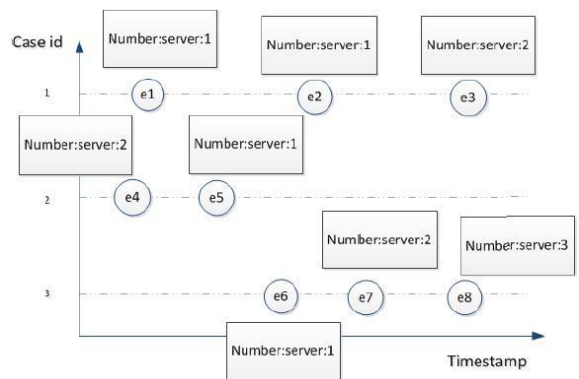 Case id
Number:server:1
Number:server:1
Number:server:2
1
e1
e2
e3
Number:server:2
Number:server:1
2
e4
e5
Number:server:2
Number:server:3
3
e6
e7
e8
Number:server:1
Timestamp